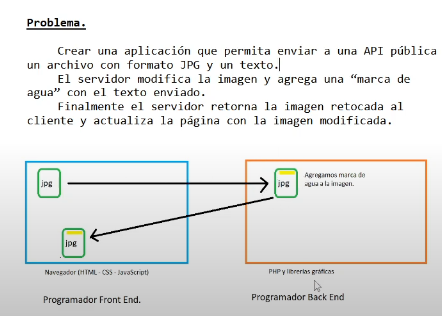 Problema.
Crear una aplicación que permita enviar a una API pública
un archivo con formato JPG y un texto.
El servidor modifica la imagen y agrega una “marca de
agua” con el texto enviado.
Finalmente el servidor retorna la imagen retocada al
cliente y actualiza la página con la imagen modificada.
jpg
jpg
Agregamos marca de
agua a la imagen.
jpg
Navegador (HTML - CSS - JavaScript)
PHP y librerías gráficas
Programador Front End.
Programador Back End